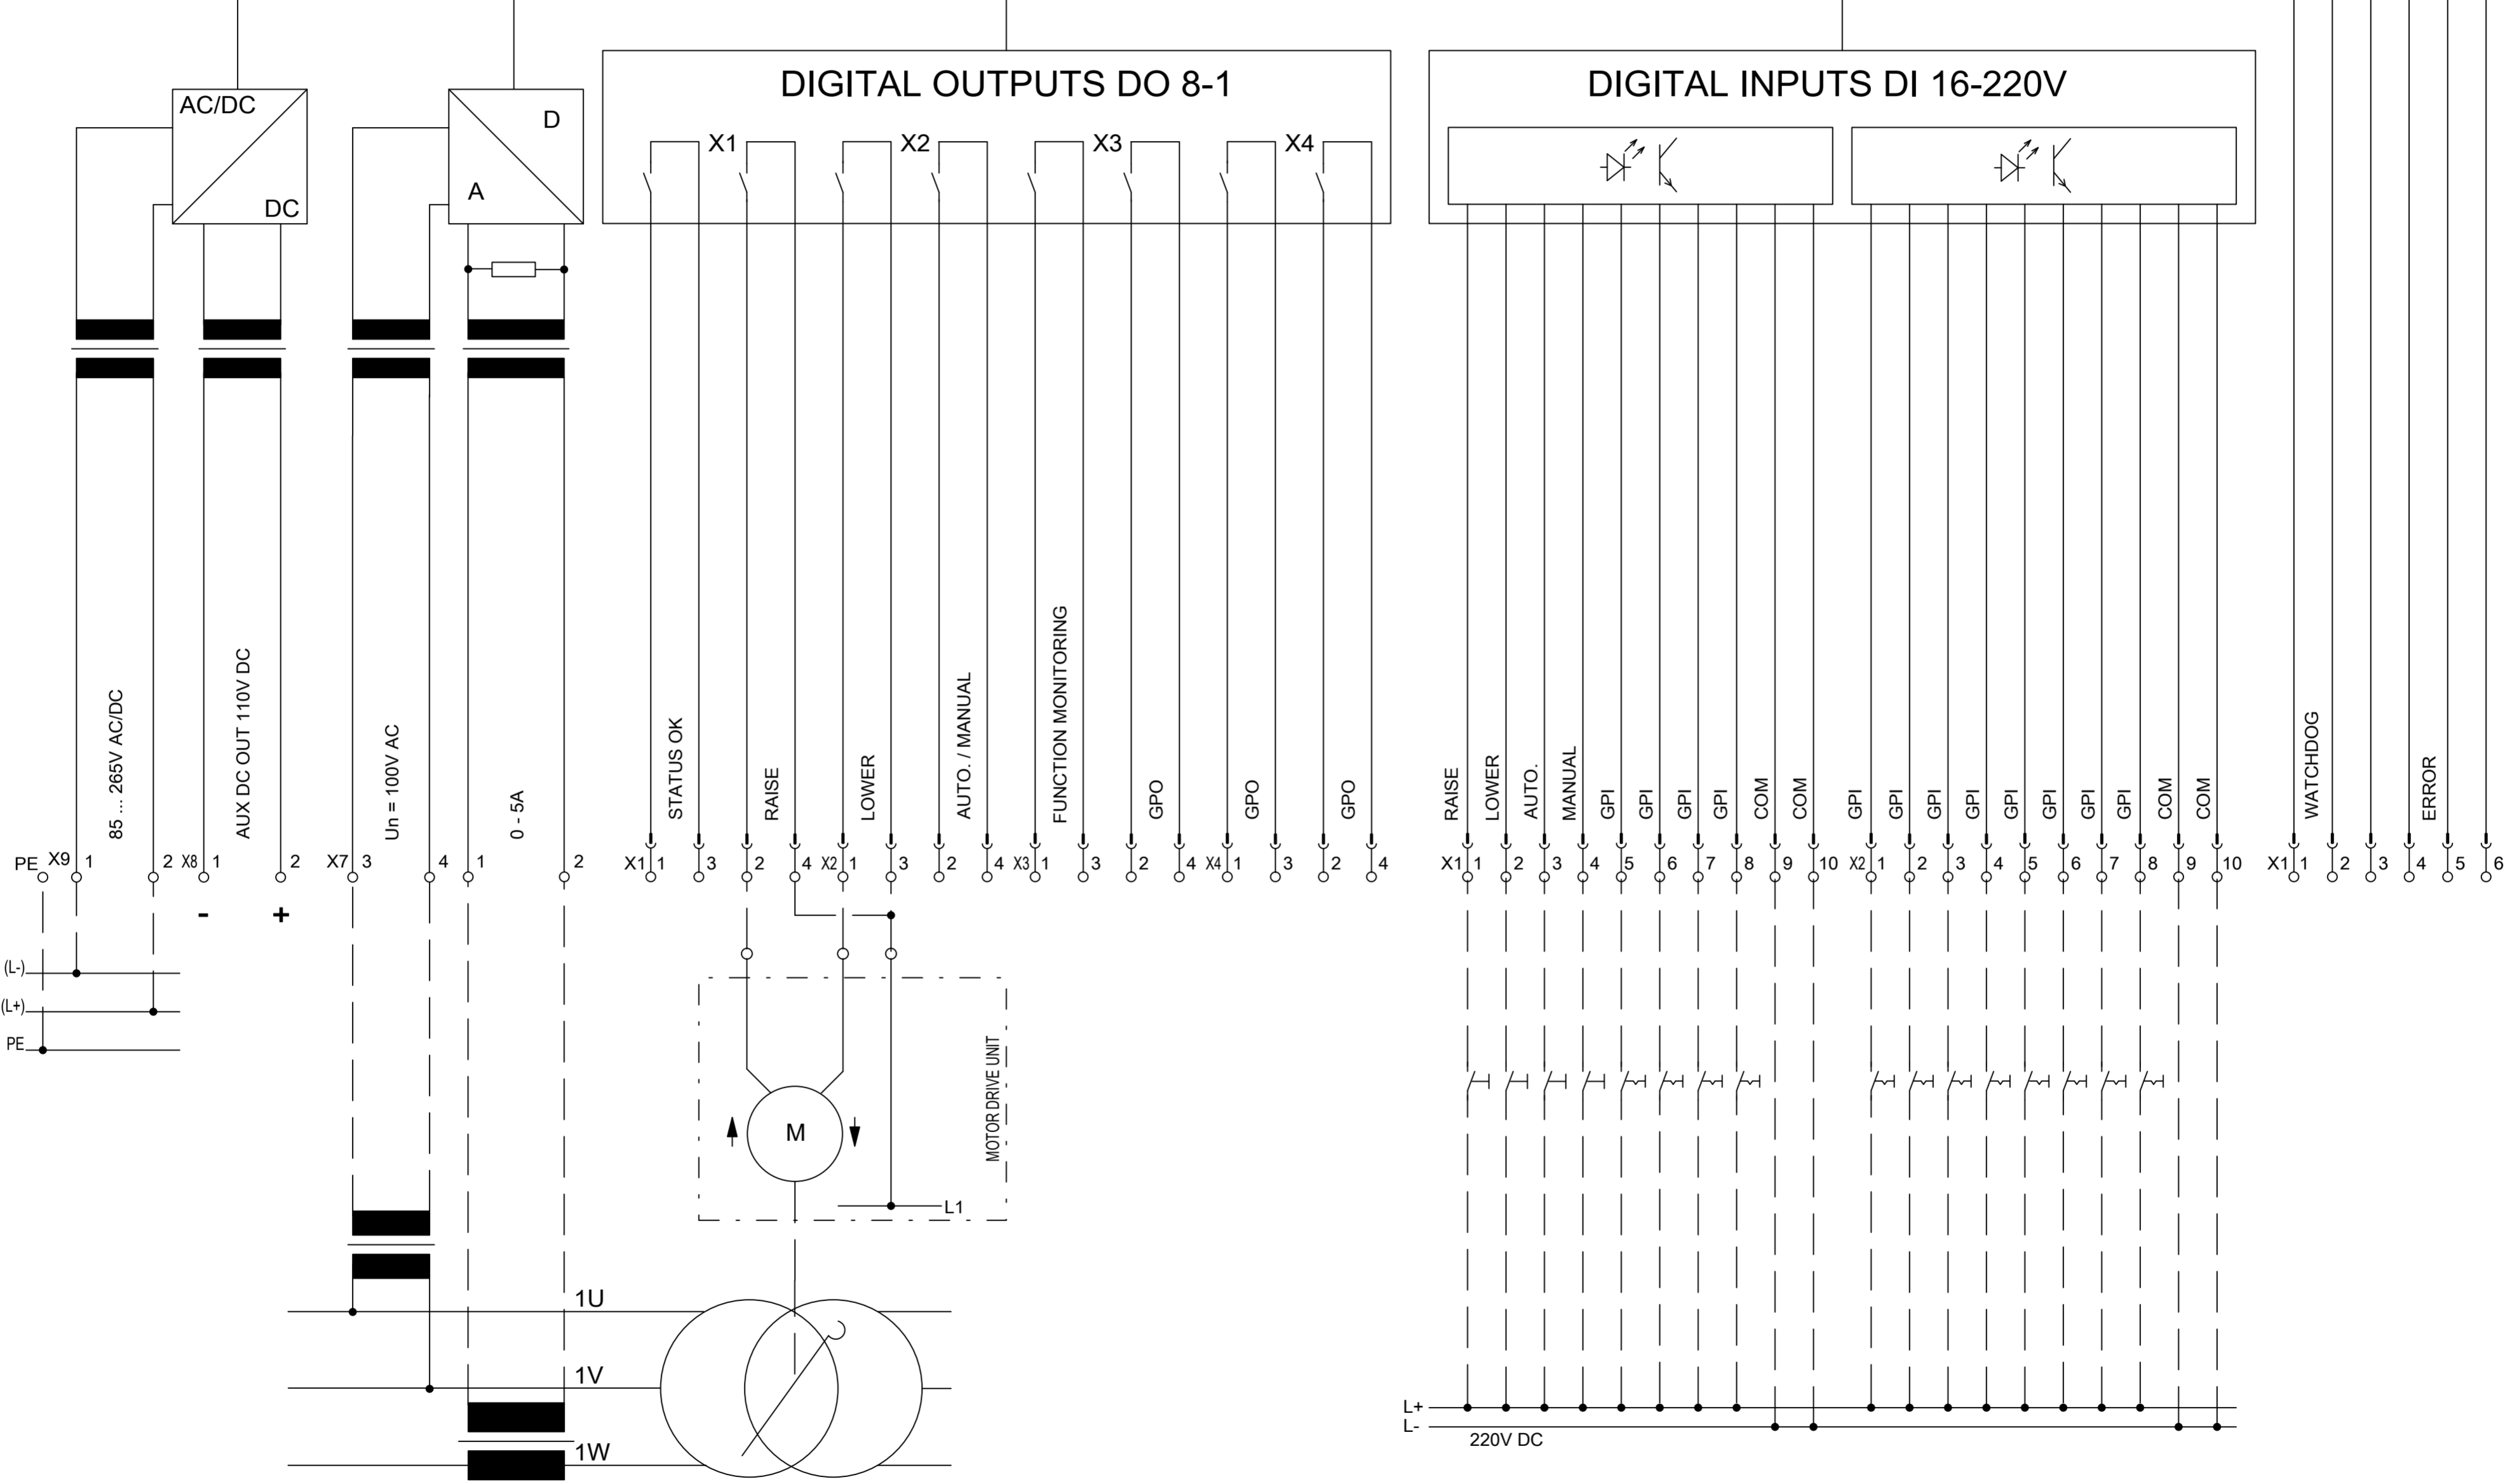 DIGITAL OUTPUTS DO 8-1
DIGITAL INPUTS DI 16-220V
AC/DC
DC
D
A
X1
X2
X3
X4
85 ... 265V AC/DC
AUX DC OUT 110V DC
Un = 100V AC
0 - 5A
STATUS OK
RAISE
LOWER
AUTO. / MANUAL
FUNCTION MONITORING
GPO
GPO
GPO
RAISE
LOWER
AUTO.
MANUAL
GPI
GPI
GPI
GPI
COM
COM
GPI
GPI
GPI
GPI
GPI
GPI
GPI
GPI
COM
COM
WATCHDOG
ERROR
PE X9 1 2 X8 1 2 X7 3 4 1 2
X1 1 3 2 4 X2 1 3 2 4 X3 1 3 2 4 X4 1 3 2 4
X1 1 2 3 4 5 6 7 8 9 10 X2 1 2 3 4 5 6 7 8 9 10
X1 1 2 3 4 5 6
- +
(L-)
(L+)
PE
MOTOR DRIVE UNIT
M
L1
1U
1V
1W
L+
L-
220V DC